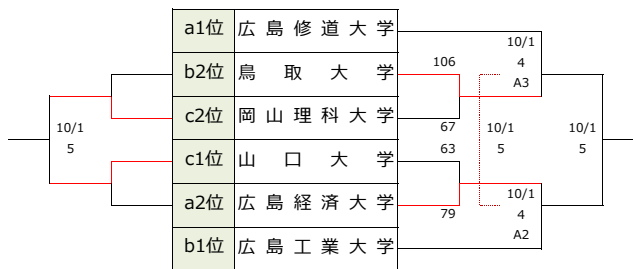 a1位 広島修道大学
10/1
4
A3
b2位 鳥取大学
106
c2位 岡山理科大学
67
10/1
5
c1位 山口大学
63
10/1
5
10/1
5
a2位 広島経済大学
79
10/1
4
A2
b1位 広島工業大学